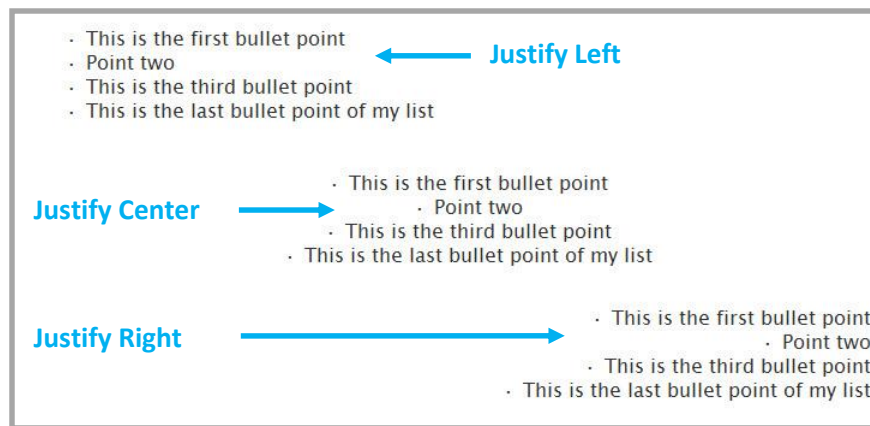 · This is the first bullet point
· Point two
· This is the third bullet point
· This is the last bullet point of my list
Justify Left
· This is the first bullet point
· Point two
· This is the third bullet point
· This is the last bullet point of my list
Justify Center
· This is the first bullet point
· Point two
· This is the third bullet point
· This is the last bullet point of my list
Justify Right